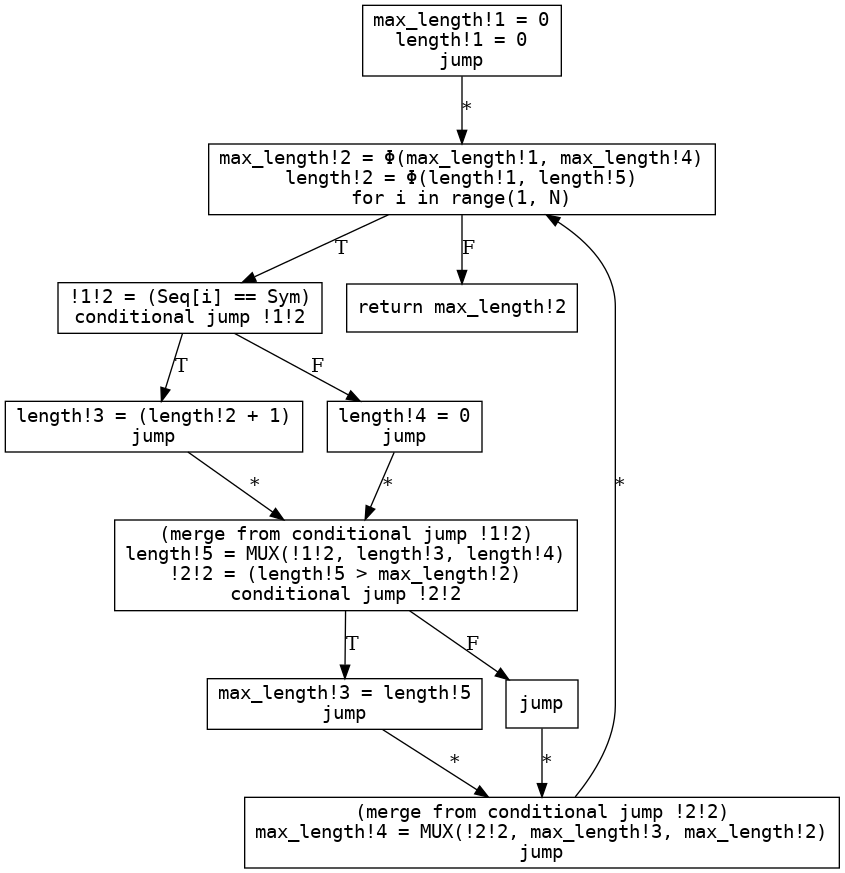 max_length!1 = 0
length!1 = 0
jump
*
max_length!2 = Φ(max_length!1, max_length!4)
length!2 = Φ(length!1, length!5)
for i in range(1, N)
T
F
!1!2 = (Seq[i] == Sym)
conditional jump !1!2
return max_length!2
T
F
length!3 = (length!2 + 1)
jump
length!4 = 0
jump
*
*
*
(merge from conditional jump !1!2)
length!5 = MUX(!1!2, length!3, length!4)
!2!2 = (length!5 > max_length!2)
conditional jump !2!2
T
F
max_length!3 = length!5
jump
jump
*
*
(merge from conditional jump !2!2)
max_length!4 = MUX(!2!2, max_length!3, max_length!2)
jump